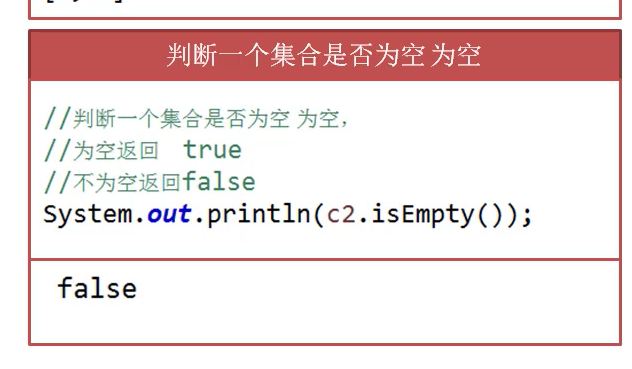 判断一个集合是否为空 为空
//判断一个集合是否为空 为空，
//为空返回 true
//不为空返回false
System.out.println(c2.isEmpty());
false